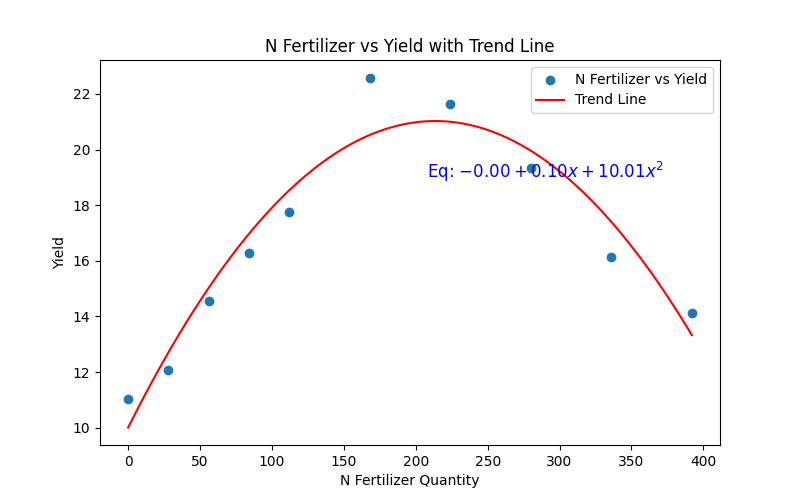 N Fertilizer vs Yield with Trend Line
N Fertilizer vs Yield
Trend Line
Eq: −0.00 + 0.10x + 10.01x²
Yield
22
20
18
16
14
12
10
0 50 100 150 200 250 300 350 400
N Fertilizer Quantity